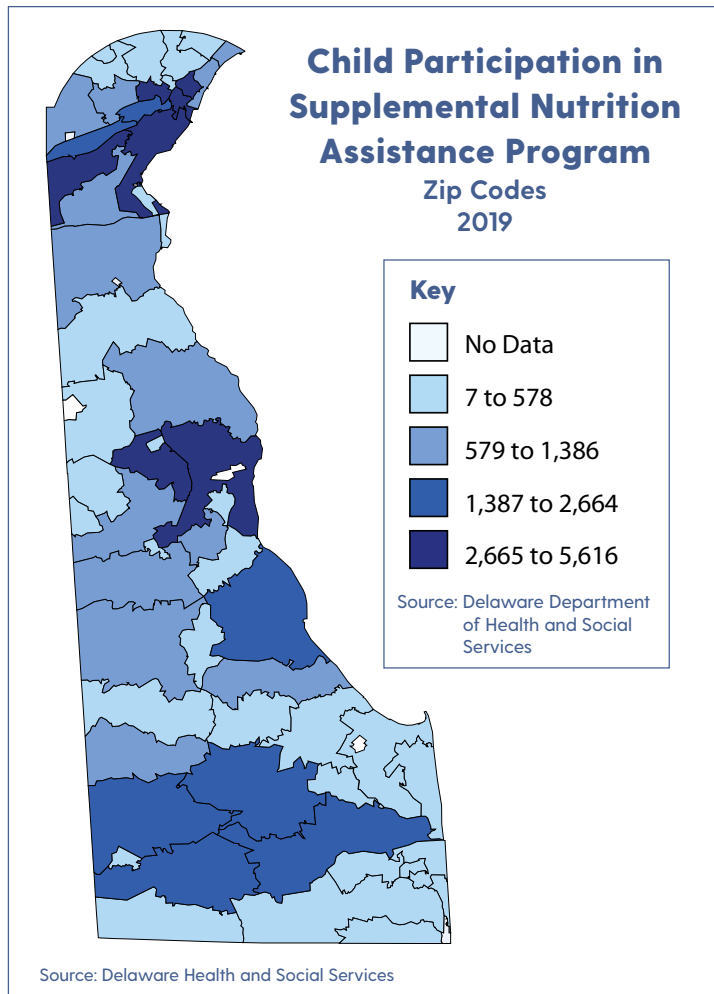 Child Participation in
Supplemental Nutrition
Assistance Program
Zip Codes
2019
Key
No Data
7 to 578
579 to 1,386
1,387 to 2,664
2,665 to 5,616
Source: Delaware Department
of Health and Social
Services
Source: Delaware Health and Social Services